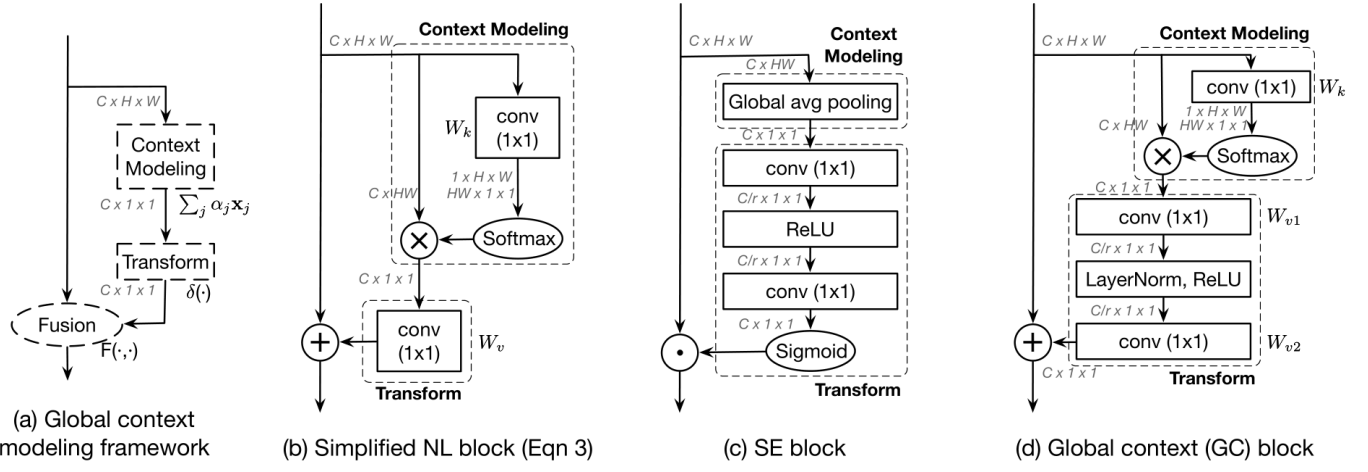 C x H x W
Context
Modeling
C x 1 x 1
∑j αjxj
Transform
C x 1 x 1
δ(·)
Fusion
F(·,·)
(a) Global context
modeling framework
C x H x W
Context Modeling
Wk
conv
(1x1)
1 x H x W
HW x 1 x 1
C x HW
×
Softmax
C x 1 x 1
+
conv
(1x1)
Wv
Transform
(b) Simplified NL block (Eqn 3)
C x H x W
Context
Modeling
C x HW
Global avg pooling
C x 1 x 1
conv (1x1)
C/r x 1 x 1
ReLU
C/r x 1 x 1
conv (1x1)
C x 1 x 1
Sigmoid
Transform
(c) SE block
C x H x W
Context Modeling
conv (1x1)
Wk
1 x H x W
HW x 1 x 1
C x HW
×
Softmax
C x 1 x 1
conv (1x1)
Wv1
C/r x 1 x 1
LayerNorm, ReLU
C/r x 1 x 1
+
conv (1x1)
Wv2
C x 1 x 1
Transform
(d) Global context (GC) block